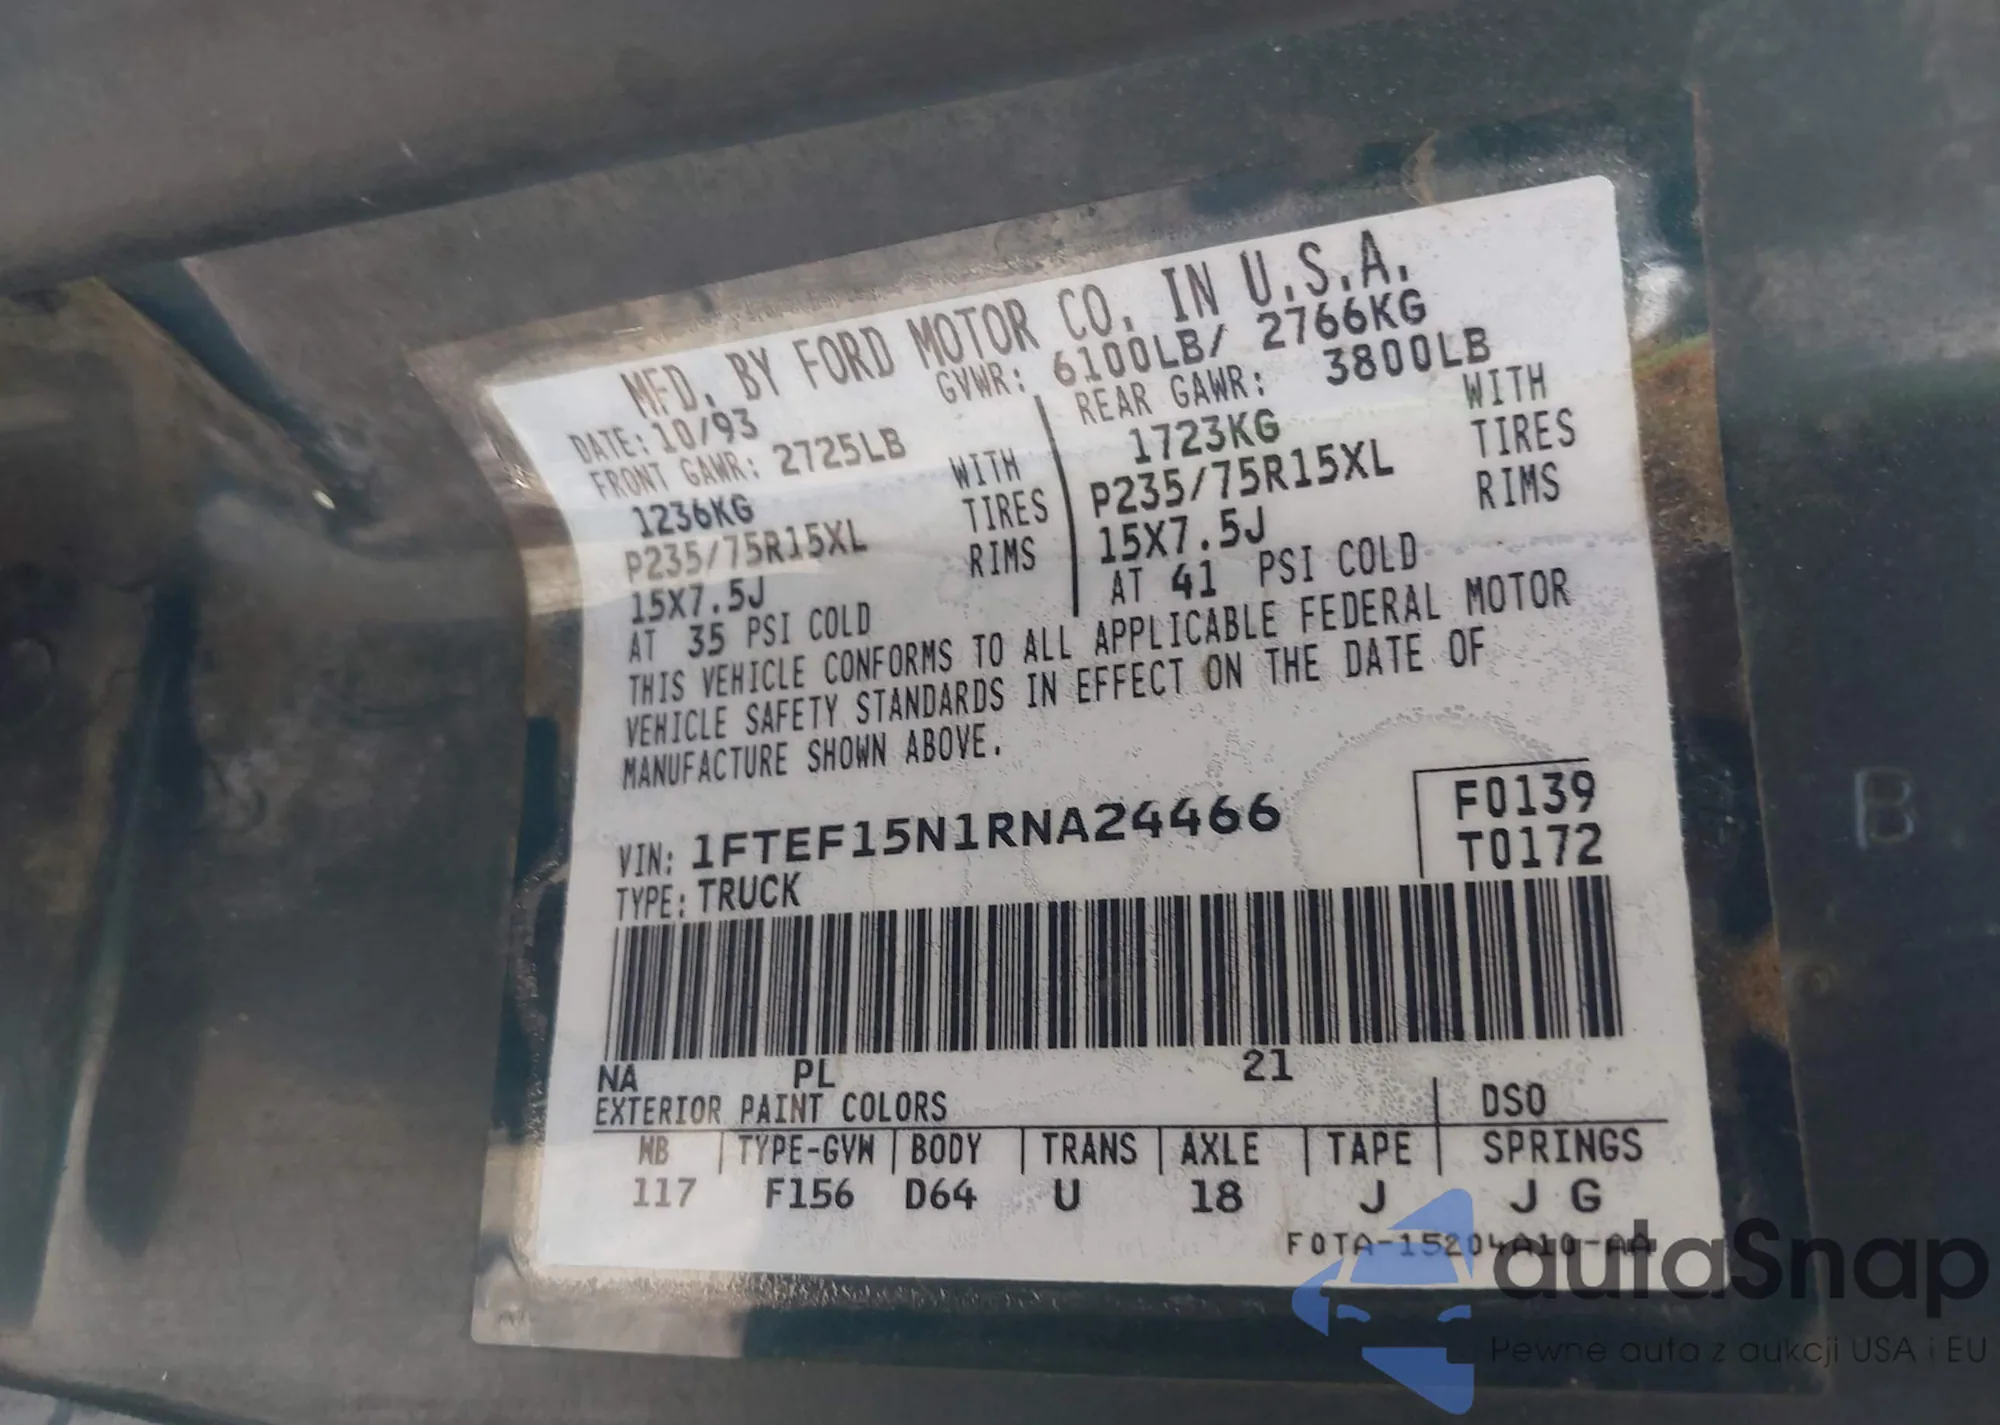 MFD. BY FORD MOTOR CO. IN U.S.A.
DATE: 10/93 GVWR: 6100LB/ 2766KG
FRONT GAWR: 2725LB REAR GAWR: 3800LB
1236KG WITH 1723KG WITH
P235/75R15XL TIRES P235/75R15XL TIRES
15X7.5J RIMS 15X7.5J RIMS
AT 35 PSI COLD AT 41 PSI COLD
THIS VEHICLE CONFORMS TO ALL APPLICABLE FEDERAL MOTOR
VEHICLE SAFETY STANDARDS IN EFFECT ON THE DATE OF
MANUFACTURE SHOWN ABOVE.
VIN: 1FTEF15N1RNA24466 F0139
TYPE: TRUCK T0172
NA PL 21
EXTERIOR PAINT COLORS DSO
WB TYPE-GVW BODY TRANS AXLE TAPE SPRINGS
117 F156 D64 U 18 J J G
F0TA-15204A10-AA
B
autaSnap
Pewne auta z aukcji USA i EU